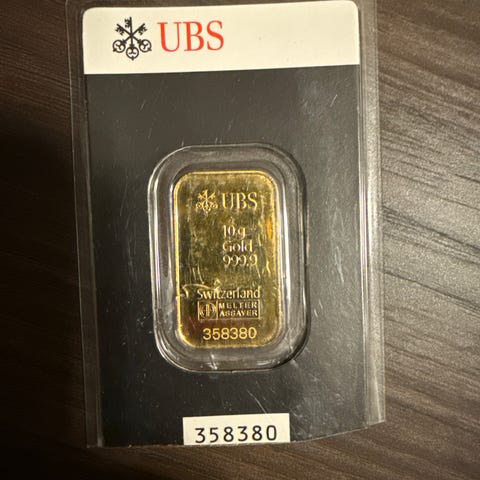 UBS
UBS
10 g
Gold
999.9
Switzerland
MELTER
ASSAYER
358380
358380